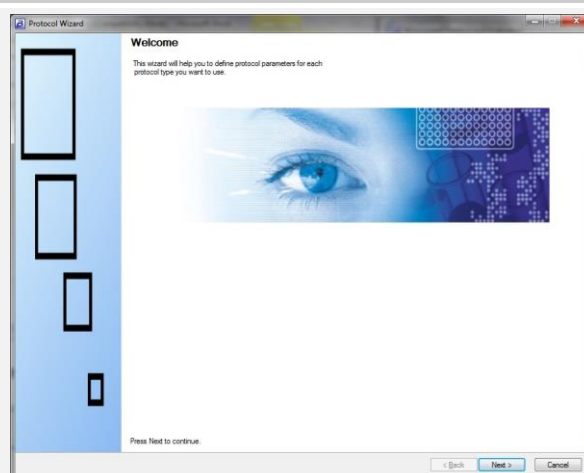 Protocol Wizard
Welcome
This wizard will help you to define protocol parameters for each
protocol type you want to use.
Press Next to continue.
< Back
Next >
Cancel